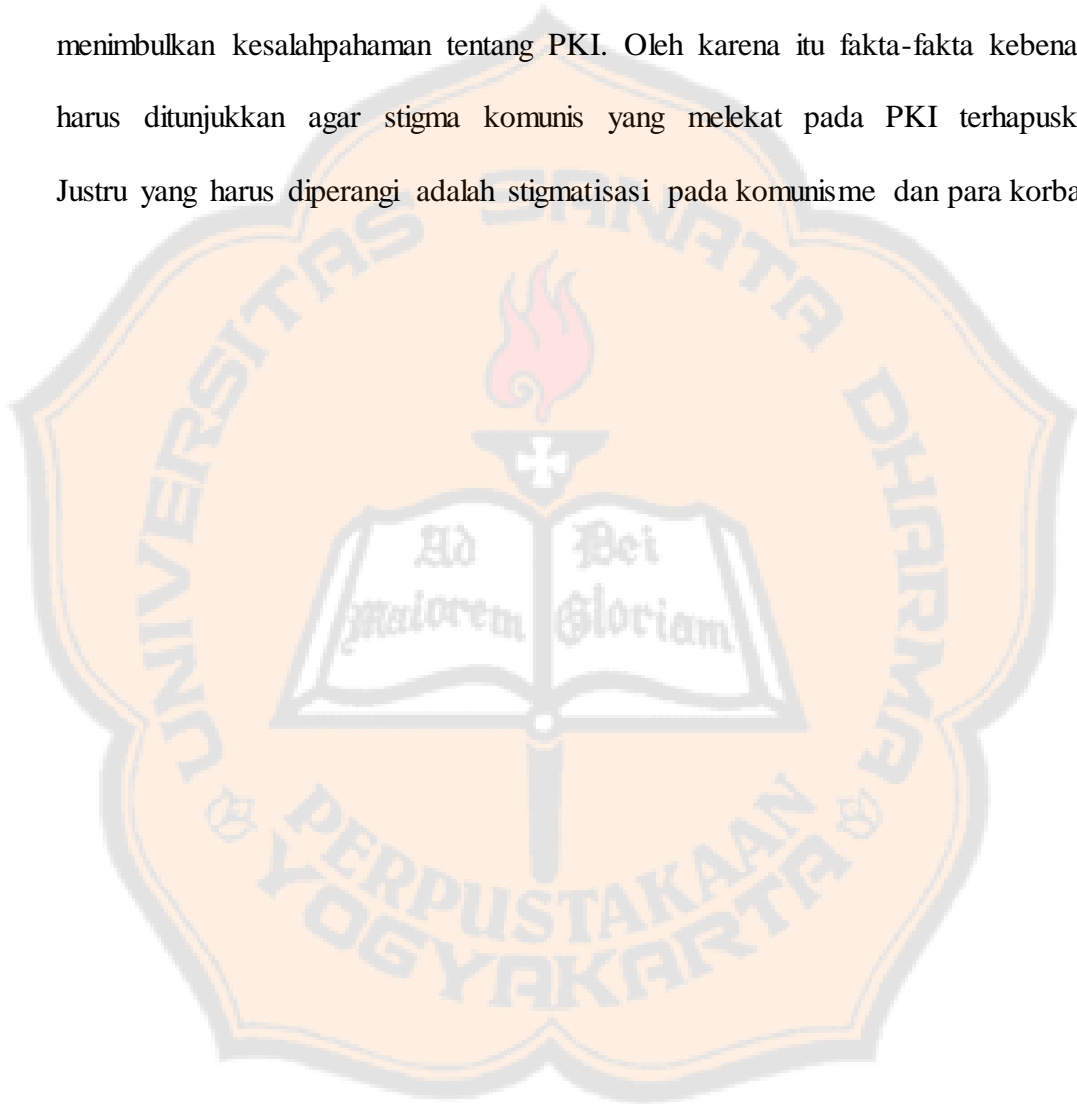 menimbulkan kesalahpahaman tentang PKI. Oleh karena itu fakta-fakta kebena
harus ditunjukkan agar stigma komunis yang melekat pada PKI terhapusk
Justru yang harus diperangi adalah stigmatisasi pada komunisme dan para korba
UNIVERSITAS SANATA DHARMA
Ad Dei
Maiorem Gloriam
PERPUSTAKAAN
YOGYAKARTA